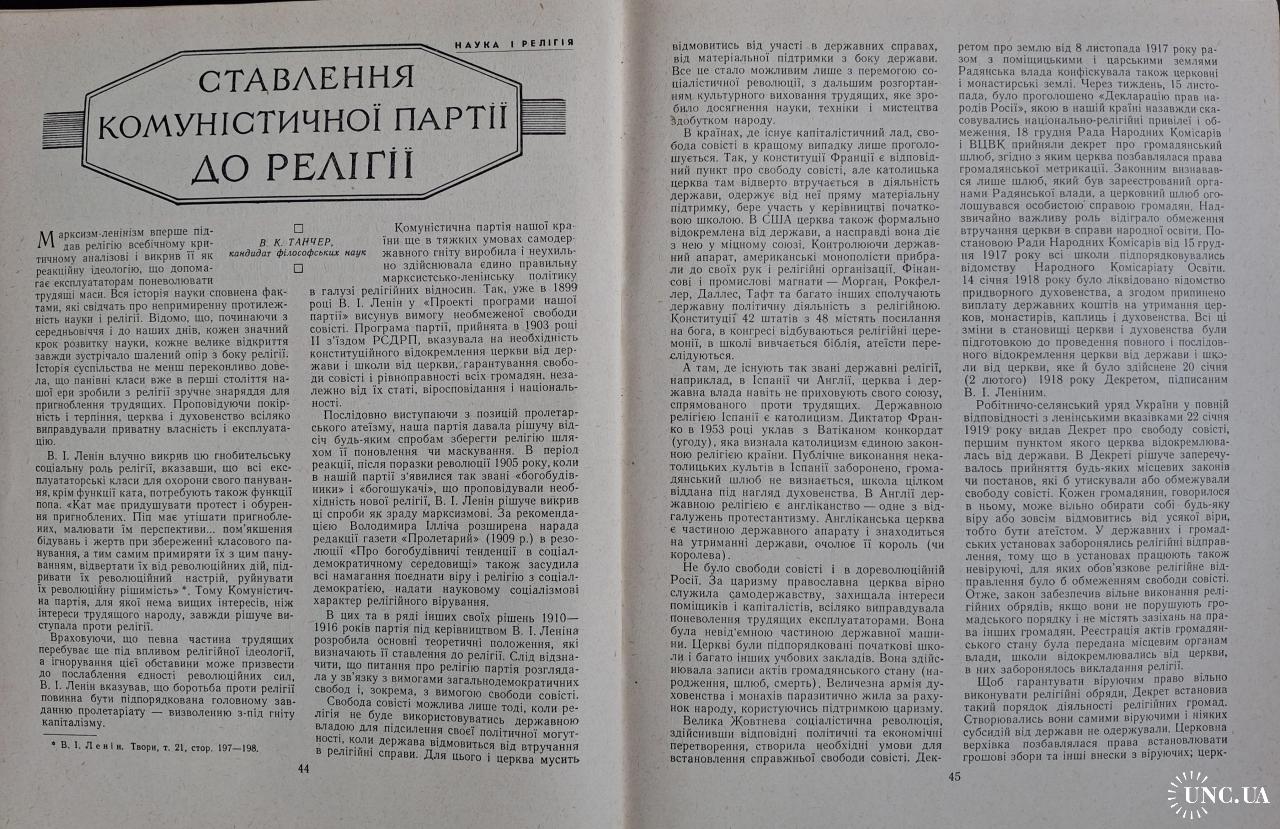 НАУКА І РЕЛІГІЯ
СТАВЛЕННЯ
КОМУНІСТИЧНОЇ ПАРТІЇ
ДО РЕЛІГІЇ
В. К. ТАНЧЕР,
кандидат філософських наук
Марксизм-ленінізм вперше під-
дав релігію всебічному кри-
тичному аналізові і викрив її як
реакційну ідеологію, що допома-
гає експлуататорам поневолювати
трудящі маси. Вся історія науки сповнена фак-
тами, які свідчать про непримиренну протилеж-
ність науки і релігії. Відомо, що, починаючи з
середньовіччя і до наших днів, кожен значний
крок розвитку науки, кожне велике відкриття
завжди зустрічало шалений опір з боку релігії.
Історія суспільства не менш переконливо дове-
ла, що панівні класи вже в перші століття на-
шої ери зробили з релігії зручне знаряддя для
пригноблення трудящих. Проповідуючи покір-
ність і терпіння, церква і духовенство всіляко
виправдували приватну власність і експлуата-
цію.
В. І. Ленін влучно викрив цю гнобительську
соціальну роль релігії, вказавши, що всі екс-
плуататорські класи для охорони свого пануван-
ня, крім функції ката, потребують також функції
попа. «Кат має придушувати протест і обурен-
ня пригноблених. Піп має утішати пригнобле-
них, малювати їм перспективи... пом'якшення
бідувань і жертв при збереженні класового па-
нування, а тим самим примиряти їх з цим пану-
ванням, відвертати їх від революційних дій, під-
ривати їх революційний настрій, руйнувати
їх революційну рішимість» *. Тому Комуністич-
на партія, для якої нема вищих інтересів, ніж
інтереси трудящого народу, завжди рішуче ви-
ступала проти релігії.
Враховуючи, що певна частина трудящих
перебуває ще під впливом релігійної ідеології,
а ігнорування цієї обставини може призвести
до послаблення єдності революційних сил,
В. І. Ленін вказував, що боротьба проти релігії
повинна бути підпорядкована головному зав-
данню пролетаріату — визволенню з-під гніту
капіталізму.
* В. І. Ленін. Твори, т. 21, стор. 197—198.
Комуністична партія нашої кра-
їни ще в тяжких умовах самодер-
жавного гніту виробила і неухиль-
но здійснювала єдино правильну
марксистсько-ленінську політику
в галузі релігійних відносин. Так, уже в 1899
році В. І. Ленін у «Проекті програми нашої
партії» висунув вимогу необмеженої свободи
совісті. Програма партії, прийнята в 1903 році
II з'їздом РСДРП, вказувала на необхідність
конституційного відокремлення церкви від дер-
жави і школи від церкви, гарантування свобо-
ди совісті і рівноправності всіх громадян, неза-
лежно від їх статі, віросповідання і національ-
ності.
Послідовно виступаючи з позицій пролетар-
ського атеїзму, наша партія давала рішучу від-
січ будь-яким спробам зберегти релігію шля-
хом її поновлення чи маскування. В період
реакції, після поразки революції 1905 року, коли
в нашій партії з'явилися так звані «богобудів-
ники» і «богошукачі», що проповідували необ-
хідність нової релігії, В. І. Ленін рішуче викрив
ці спроби як зраду марксизмові. За рекоменда-
цією Володимира Ілліча розширена нарада
редакції газети «Пролетарий» (1909 р.) в резо-
люції «Про богобудівничі тенденції в соціал-
демократичному середовищі» також засудила
всі намагання поєднати віру і релігію з соціал-
демократією, надати науковому соціалізмові
характер релігійного вірування.
В цих та в ряді інших своїх рішень 1910—
1916 років партія під керівництвом В. І. Леніна
розробила основні теоретичні положення, які
визначають її ставлення до релігії. Слід відзна-
чити, що питання про релігію партія розгляда-
ла у зв'язку з вимогами загальнодемократичних
свобод і, зокрема, з вимогою свободи совісті.
Свобода совісті можлива лише тоді, коли ре-
лігія не буде використовуватись державною
владою для підсилення своєї політичної могут-
ності, коли держава відмовиться від втручання
в релігійні справи. Для цього і церква мусить
44
відмовитись від участі в державних справах,
від матеріальної підтримки з боку держави.
Все це стало можливим лише з перемогою со-
ціалістичної революції, з дальшим розгортан-
ням культурного виховання трудящих, яке зро-
било досягнення науки, техніки і мистецтва
здобутком народу.
В країнах, де існує капіталістичний лад, сво-
бода совісті в кращому випадку лише проголо-
шується. Так, у конституції Франції є відповід-
ний пункт про свободу совісті, але католицька
церква там відверто втручається в діяльність
держави, одержує від неї пряму матеріальну
підтримку, бере участь у керівництві початко-
вою школою. В США церква також формально
відокремлена від держави, а насправді вона діє
з нею у міцному союзі. Контролюючи держав-
ний апарат, американські монополісти прибра-
ли до своїх рук і релігійні організації. Фінан-
сові і промислові магнати — Морган, Рокфел-
лер, Даллес, Тафт та багато інших сполучають
державну політичну діяльність з релігійною.
Конституції 42 штатів з 48 містять посилання
на бога, в конгресі відбуваються релігійні цере-
монії, в школі вивчається біблія, атеїсти пере-
слідуються.
А там, де існують так звані державні релігії,
наприклад, в Іспанії чи Англії, церква і дер-
жавна влада навіть не приховують свого союзу,
спрямованого проти трудящих. Державною
релігією Іспанії є католицизм. Диктатор Фран-
ко в 1953 році уклав з Ватіканом конкордат
(угоду), яка визнала католицизм єдиною закон-
ною релігією країни. Публічне виконання нека-
толицьких культів в Іспанії заборонено, грома-
дянський шлюб не визнається, школа цілком
віддана під нагляд духовенства. В Англії дер-
жавною релігією є англіканство — одне з від-
галужень протестантизму. Англіканська церква
є частиною державного апарату і знаходиться
на утриманні держави, очолює її король (чи
королева).
Не було свободи совісті і в дореволюційній
Росії. За царизму православна церква вірно
служила самодержавству, захищала інтереси
поміщиків і капіталістів, всіляко виправдувала
поневолення трудящих експлуататорами. Вона
була невід'ємною частиною державної маши-
ни. Церкві були підпорядковані початкові шко-
ли і багато інших учбових закладів. Вона здійс-
нювала записи актів громадянського стану (на-
родження, шлюб, смерть). Величезна армія ду-
ховенства і монахів паразитично жила за раху-
нок народу, користуючись підтримкою царизму.
Велика Жовтнева соціалістична революція,
здійснивши відповідні політичні та економічні
перетворення, створила необхідні умови для
встановлення справжньої свободи совісті. Дек-
ретом про землю від 8 листопада 1917 року ра-
зом з поміщицькими і царськими землями
Радянська влада конфіскувала також церковні
і монастирські землі. Через тиждень, 15 листо-
пада, було проголошено «Декларацію прав на-
родів Росії», якою в нашій країні назавжди ска-
совувались національно-релігійні привілеї і об-
меження. 18 грудня Рада Народних Комісарів
і ВЦВК прийняли декрет про громадянський
шлюб, згідно з яким церква позбавлялася права
громадянської метрикації. Законним визнавав-
ся лише шлюб, який був зареєстрований орга-
нами Радянської влади, а церковний шлюб ого-
лошувався особистою справою громадян. Над-
звичайно важливу роль відіграло обмеження
втручання церкви в справи народної освіти. По-
становою Ради Народних Комісарів від 15 груд-
ня 1917 року всі школи підпорядковувались
відомству Народного Комісаріату Освіти.
14 січня 1918 року було ліквідовано відомство
придворного духовенства, а згодом припинено
виплату державних коштів на утримання цер-
ков, монастирів, каплиць і духовенства. Всі ці
зміни в становищі церкви і духовенства були
підготовкою до проведення повного і послідов-
ного відокремлення церкви від держави і шко-
ли від церкви, яке й було здійснене 20 січня
(2 лютого) 1918 року Декретом, підписаним
В. І. Леніним.
Робітничо-селянський уряд України у повній
відповідності з ленінськими вказівками 22 січня
1919 року видав Декрет про свободу совісті,
першим пунктом якого церква відокремлюва-
лась від держави. В Декреті рішуче заперечу-
валось прийняття будь-яких місцевих законів
чи постанов, які б утискували або обмежували
свободу совісті. Кожен громадянин, говорилося
в ньому, може вільно обирати собі будь-яку
віру або зовсім відмовитись від усякої віри,
тобто бути атеїстом. У державних і громад-
ських установах заборонялись релігійні відправ-
лення, тому що в установах працюють також
невіруючі, для яких обов'язкове релігійне від-
правлення було б обмеженням свободи совісті.
Отже, закон забезпечив вільне виконання релі-
гійних обрядів, якщо вони не порушують гро-
мадського порядку і не містять зазіхань на пра-
ва інших громадян. Реєстрація актів громадян-
ського стану була передана місцевим органам
влади, школи відокремлювались від церкви,
в них заборонялось викладання релігії.
Щоб гарантувати віруючим право вільно
виконувати релігійні обряди, Декрет встановив
такий порядок діяльності релігійних громад.
Створювались вони самими віруючими і ніяких
субсидій від держави не одержували. Церковна
верхівка позбавлялася права встановлювати
грошові збори та інші внески з віруючих; церк-
45
UNC.UA